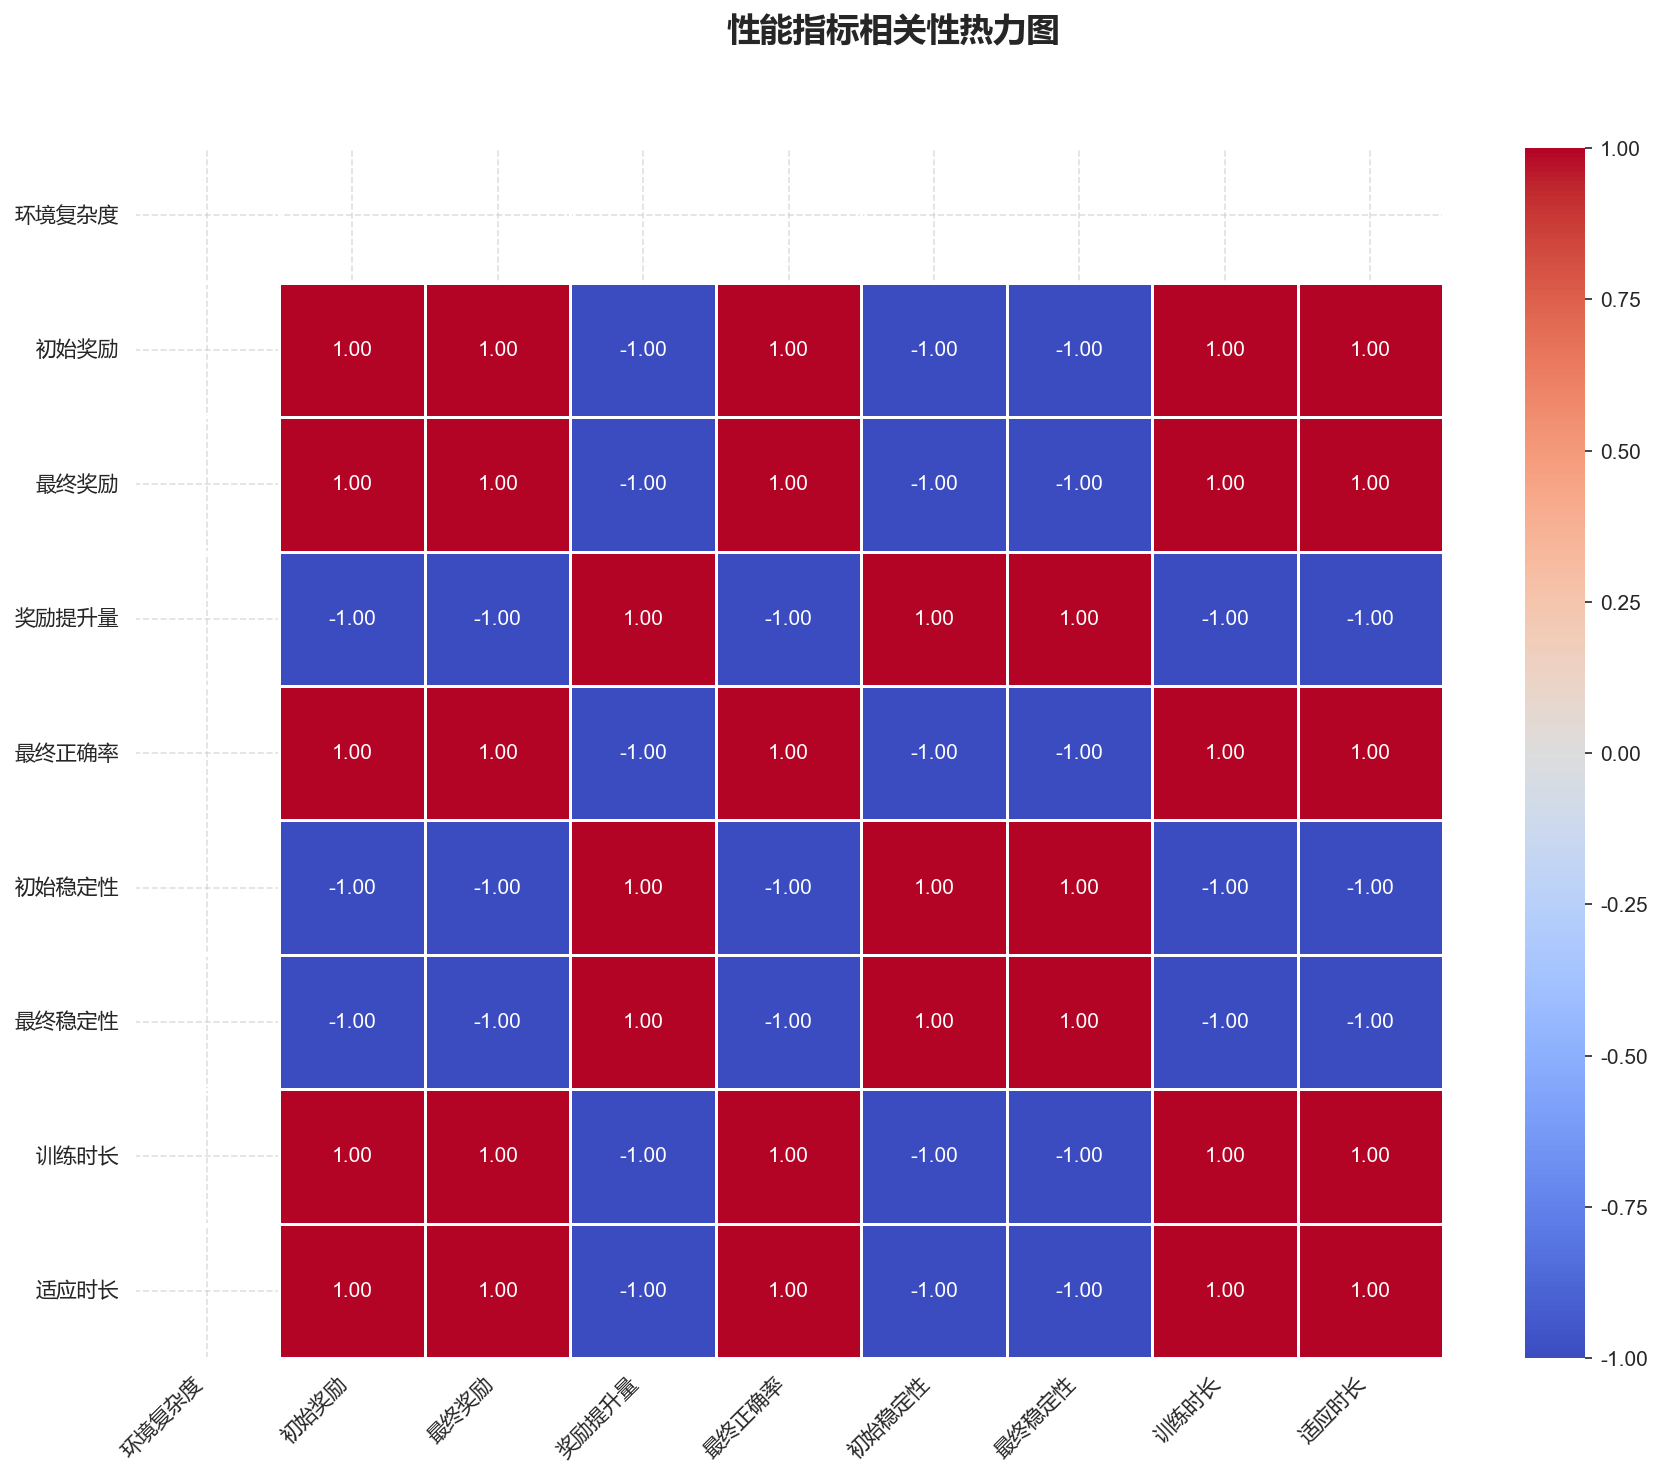 性能指标相关性热力图
环境复杂度
初始奖励 1.00 1.00 -1.00 1.00 -1.00 -1.00 1.00 1.00
最终奖励 1.00 1.00 -1.00 1.00 -1.00 -1.00 1.00 1.00
奖励提升量 -1.00 -1.00 1.00 -1.00 1.00 1.00 -1.00 -1.00
最终正确率 1.00 1.00 -1.00 1.00 -1.00 -1.00 1.00 1.00
初始稳定性 -1.00 -1.00 1.00 -1.00 1.00 1.00 -1.00 -1.00
最终稳定性 -1.00 -1.00 1.00 -1.00 1.00 1.00 -1.00 -1.00
训练时长 1.00 1.00 -1.00 1.00 -1.00 -1.00 1.00 1.00
适应时长 1.00 1.00 -1.00 1.00 -1.00 -1.00 1.00 1.00
环境复杂度 初始奖励 最终奖励 奖励提升量 最终正确率 初始稳定性 最终稳定性 训练时长 适应时长
1.00
0.75
0.50
0.25
0.00
-0.25
-0.50
-0.75
-1.00